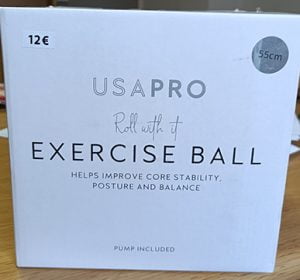 12€
55cm
USAPRO
Roll with it
EXERCISE BALL
HELPS IMPROVE CORE STABILITY,
POSTURE AND BALANCE
PUMP INCLUDED